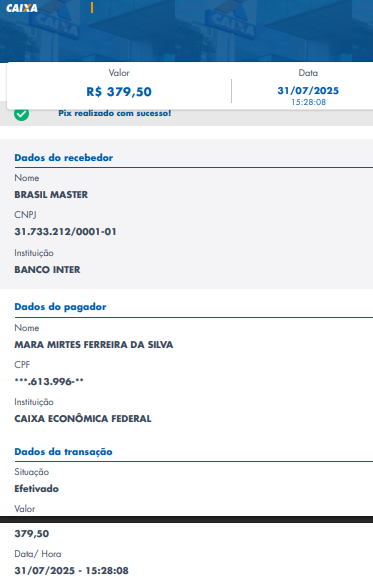 CAIXA
Valor
Data
R$ 379,50
31/07/2025
15:28:08
Pix realizado com sucesso!
Dados do recebedor
Nome
BRASIL MASTER
CNPJ
31.733.212/0001-01
Instituição
BANCO INTER
Dados do pagador
Nome
MARA MIRTES FERREIRA DA SILVA
CPF
***.613.996-**
Instituição
CAIXA ECONÔMICA FEDERAL
Dados da transação
Situação
Efetivado
Valor
379,50
Data/ Hora
31/07/2025 - 15:28:08